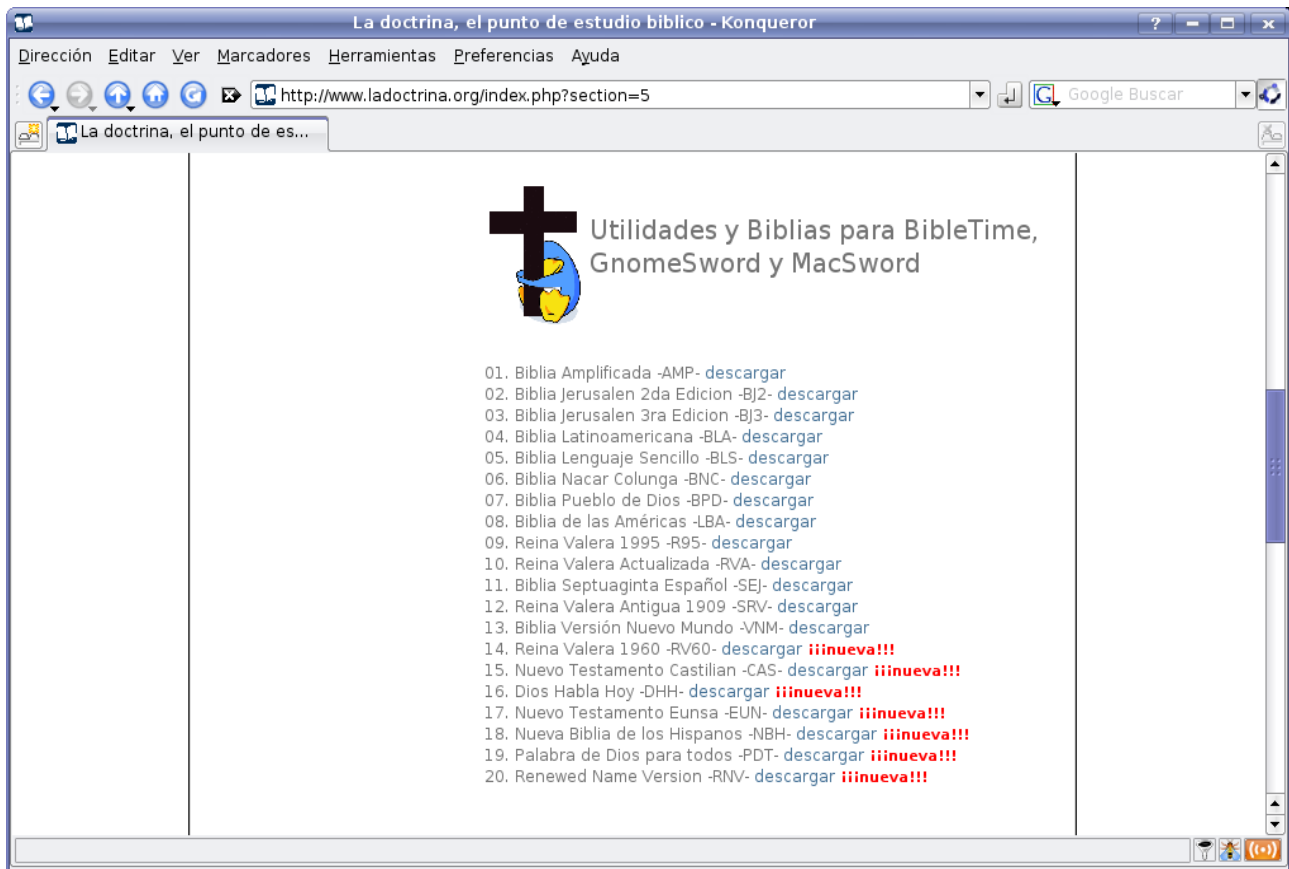 La doctrina, el punto de estudio biblico - Konqueror
Dirección Editar Ver Marcadores Herramientas Preferencias Ayuda
http://www.ladoctrina.org/index.php?section=5 G Google Buscar
La doctrina, el punto de es...
Utilidades y Biblias para BibleTime,
GnomeSword y MacSword
01. Biblia Amplificada -AMP- descargar
02. Biblia Jerusalen 2da Edicion -BJ2- descargar
03. Biblia Jerusalen 3ra Edicion -BJ3- descargar
04. Biblia Latinoamericana -BLA- descargar
05. Biblia Lenguaje Sencillo -BLS- descargar
06. Biblia Nacar Colunga -BNC- descargar
07. Biblia Pueblo de Dios -BPD- descargar
08. Biblia de las Américas -LBA- descargar
09. Reina Valera 1995 -R95- descargar
10. Reina Valera Actualizada -RVA- descargar
11. Biblia Septuaginta Español -SEJ- descargar
12. Reina Valera Antigua 1909 -SRV- descargar
13. Biblia Versión Nuevo Mundo -VNM- descargar
14. Reina Valera 1960 -RV60- descargar ¡¡¡nueva!!!
15. Nuevo Testamento Castilian -CAS- descargar ¡¡¡nueva!!!
16. Dios Habla Hoy -DHH- descargar ¡¡¡nueva!!!
17. Nuevo Testamento Eunsa -EUN- descargar ¡¡¡nueva!!!
18. Nueva Biblia de los Hispanos -NBH- descargar ¡¡¡nueva!!!
19. Palabra de Dios para todos -PDT- descargar ¡¡¡nueva!!!
20. Renewed Name Version -RNV- descargar ¡¡¡nueva!!!